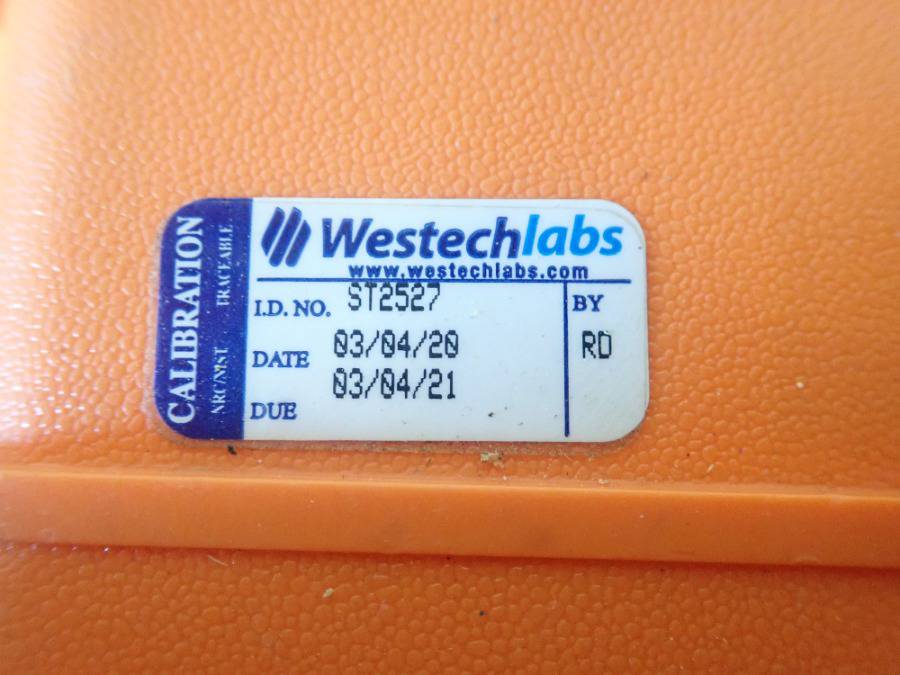 CALIBRATION
NRC/NIST TRACEABLE
Westechlabs
www.westechlabs.com
I.D. NO. ST2527
BY
DATE 03/04/20
RD
DUE 03/04/21